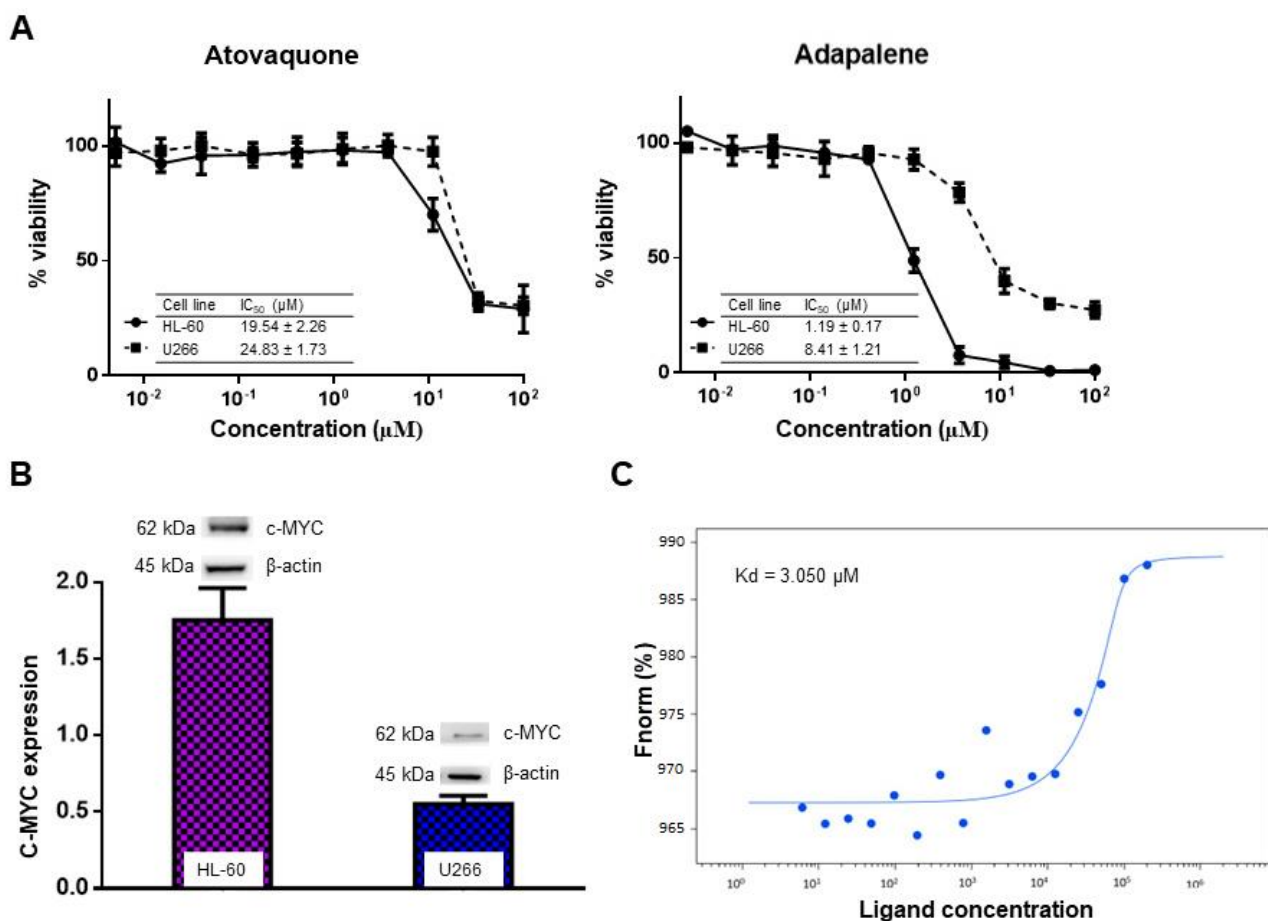 A
Atovaquone
% viability
100
50
0
Cell line IC₅₀ (µM)
HL-60 19.54 ± 2.26
U266 24.83 ± 1.73
10⁻² 10⁻¹ 10⁰ 10¹ 10²
Concentration (µM)
Adapalene
% viability
100
50
0
Cell line IC₅₀ (µM)
HL-60 1.19 ± 0.17
U266 8.41 ± 1.21
10⁻² 10⁻¹ 10⁰ 10¹ 10²
Concentration (µM)
B
62 kDa c-MYC
45 kDa β-actin
C-MYC expression
2.0
1.5
1.0
0.5
0.0
62 kDa c-MYC
45 kDa β-actin
HL-60 U266
C
Kd = 3.050 µM
Fnorm (%)
990
985
980
975
970
965
10⁰ 10¹ 10² 10³ 10⁴ 10⁵ 10⁶
Ligand concentration